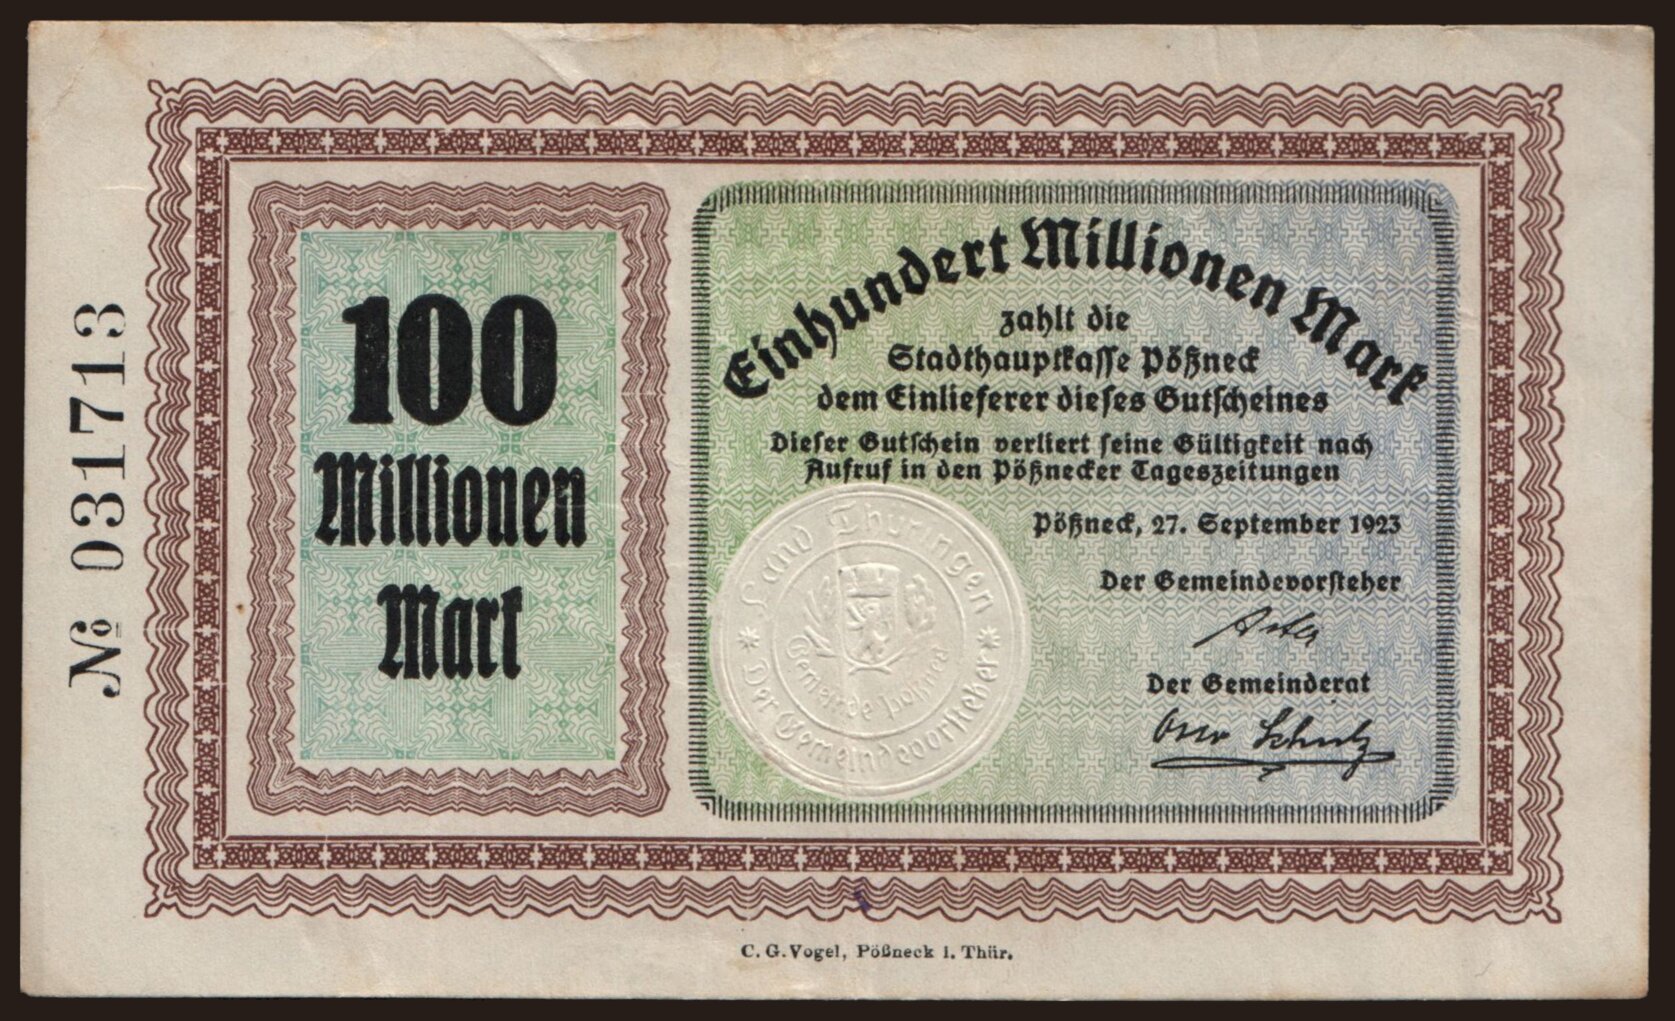 № 031713
100
Millionen
Mark
Einhundert Millionen Mark
zahlt die
Stadthauptkasse Pößneck
dem Einlieferer dieses Gutscheines
Dieser Gutschein verliert seine Gültigkeit nach
Aufruf in den Pößnecker Tageszeitungen
Pößneck, 27. September 1923
Der Gemeindevorsteher
Der Gemeinderat
Otto Schulz
Land Thüringen
* Der Gemeindevorsteher *
Gemeinde Pößneck
C. G. Vogel, Pößneck i. Thür.